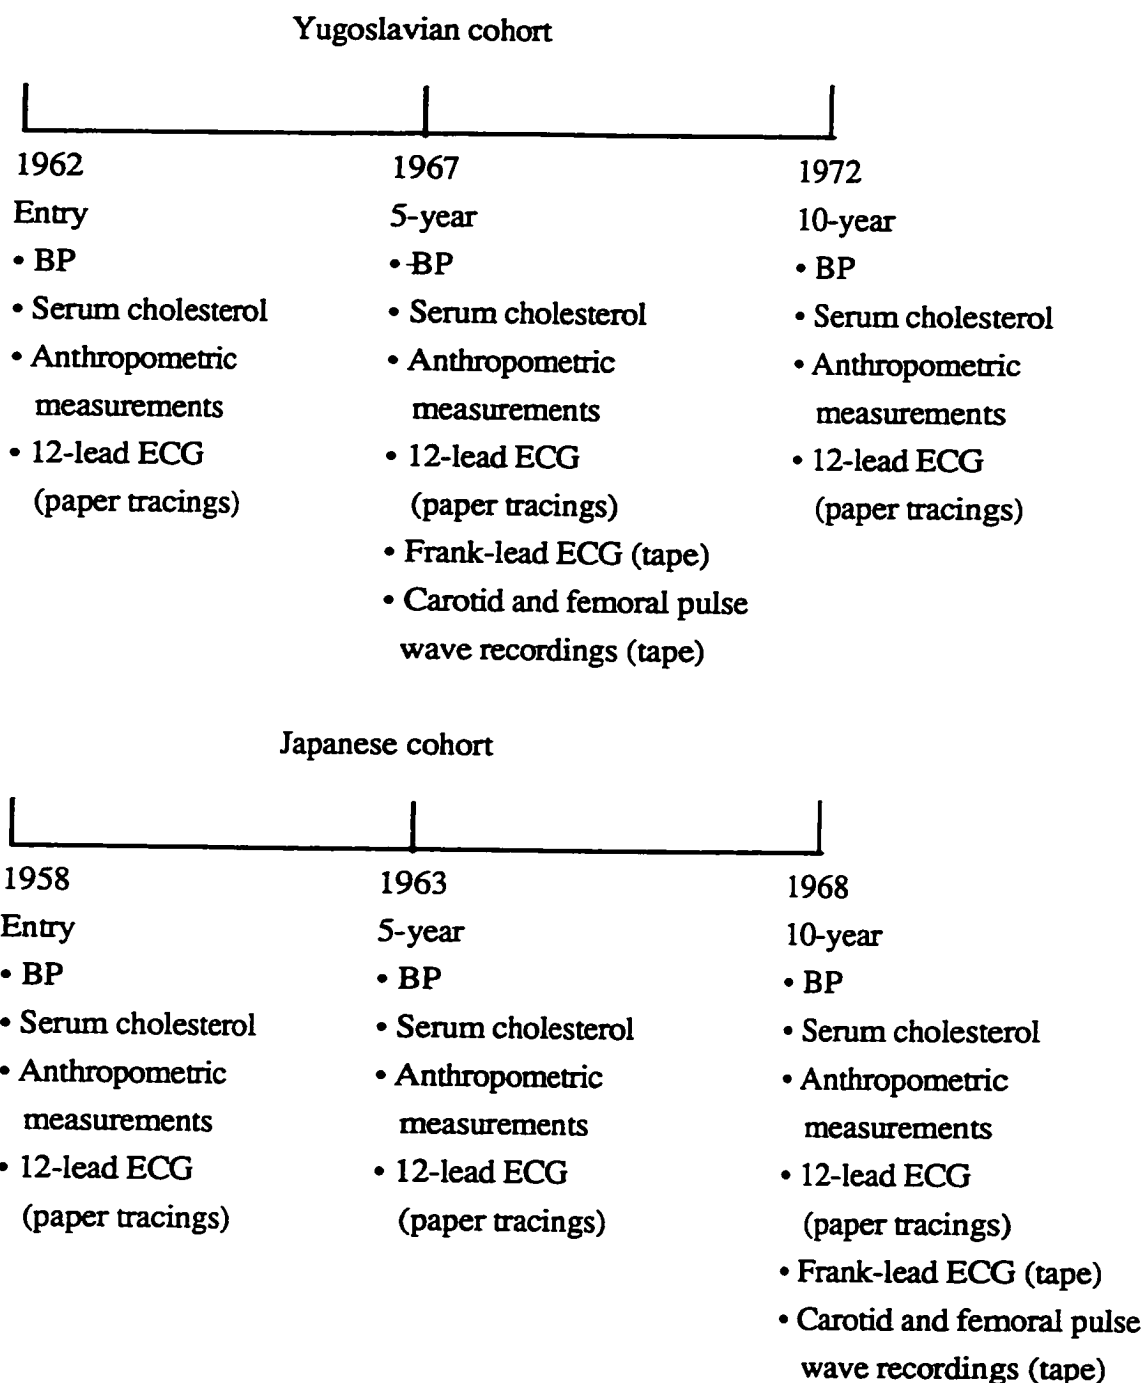 Yugoslavian cohort
1962
Entry
• BP
• Serum cholesterol
• Anthropometric
measurements
• 12-lead ECG
(paper tracings)
1967
5-year
• BP
• Serum cholesterol
• Anthropometric
measurements
• 12-lead ECG
(paper tracings)
• Frank-lead ECG (tape)
• Carotid and femoral pulse
wave recordings (tape)
1972
10-year
• BP
• Serum cholesterol
• Anthropometric
measurements
• 12-lead ECG
(paper tracings)
Japanese cohort
1958
Entry
• BP
• Serum cholesterol
• Anthropometric
measurements
• 12-lead ECG
(paper tracings)
1963
5-year
• BP
• Serum cholesterol
• Anthropometric
measurements
• 12-lead ECG
(paper tracings)
1968
10-year
• BP
• Serum cholesterol
• Anthropometric
measurements
• 12-lead ECG
(paper tracings)
• Frank-lead ECG (tape)
• Carotid and femoral pulse
wave recordings (tape)